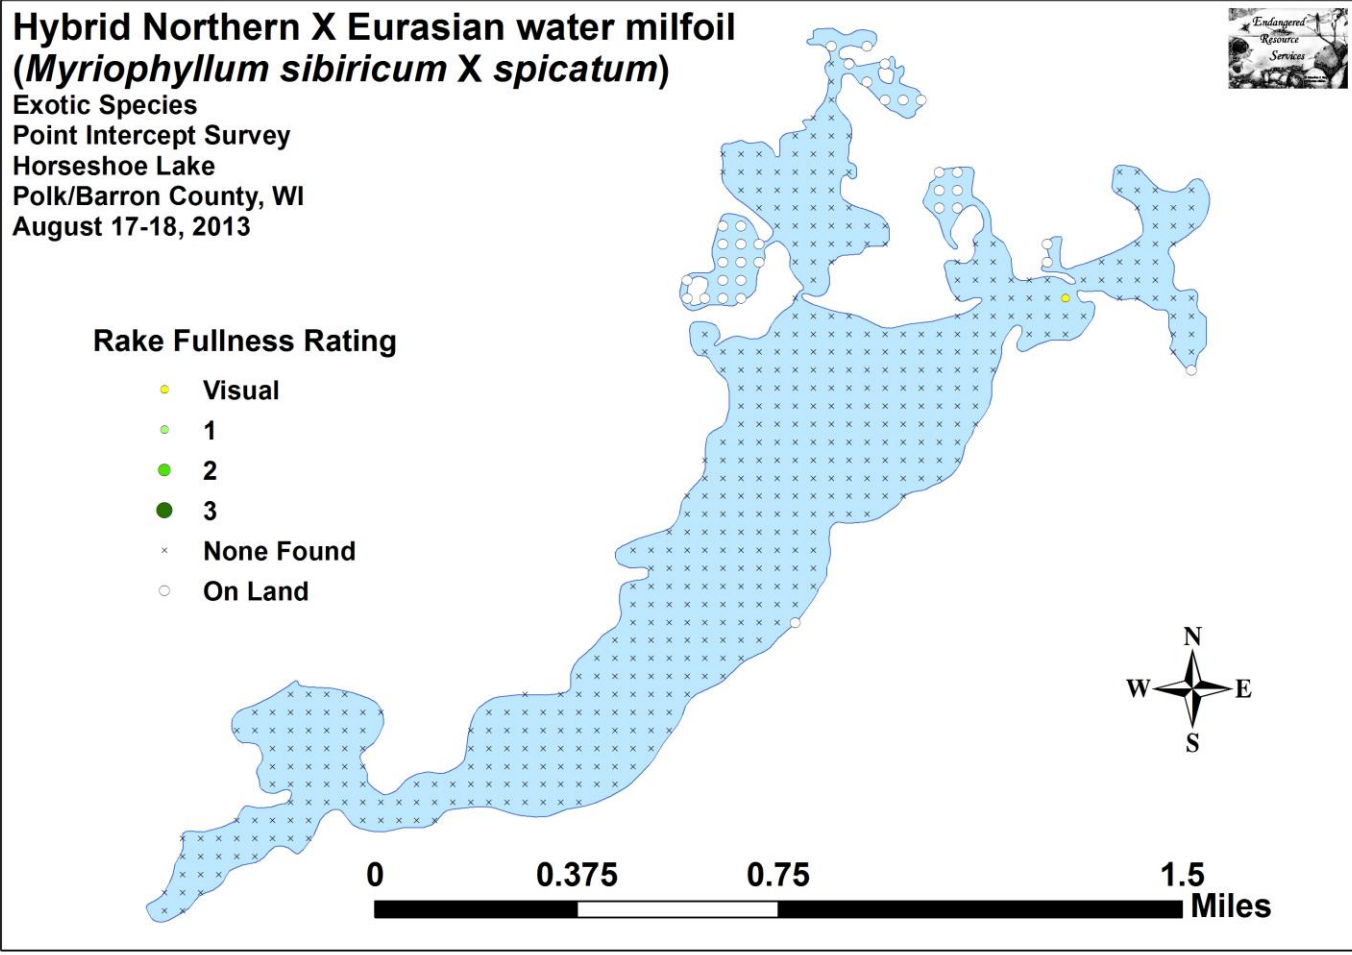 Hybrid Northern X Eurasian water milfoil
(Myriophyllum sibiricum X spicatum)
Exotic Species
Point Intercept Survey
Horseshoe Lake
Polk/Barron County, WI
August 17-18, 2013
Endangered
Resource
Services
Rake Fullness Rating
Visual
1
2
3
None Found
On Land
N
W E
S
0 0.375 0.75 1.5
Miles